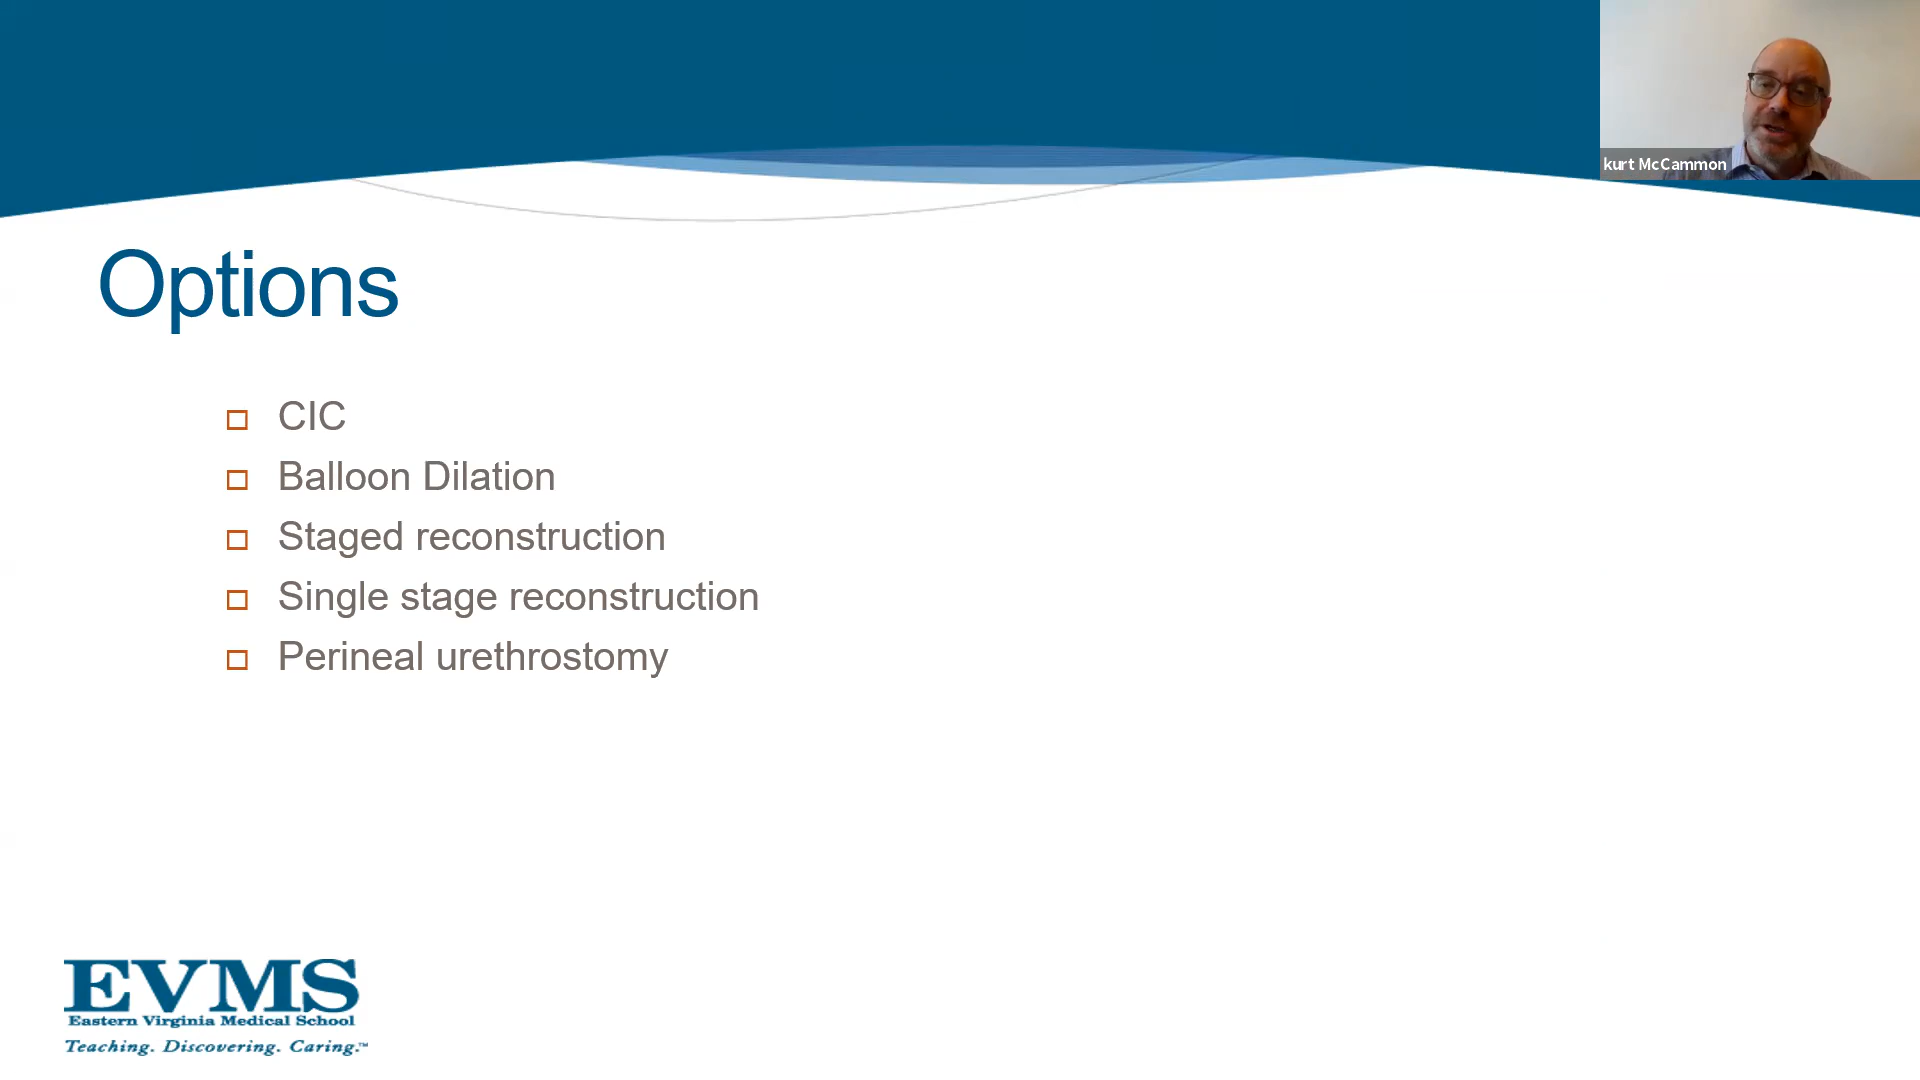 kurt McCammon
Options
CIC
Balloon Dilation
Staged reconstruction
Single stage reconstruction
Perineal urethrostomy
EVMS
Eastern Virginia Medical School
Teaching. Discovering. Caring.™